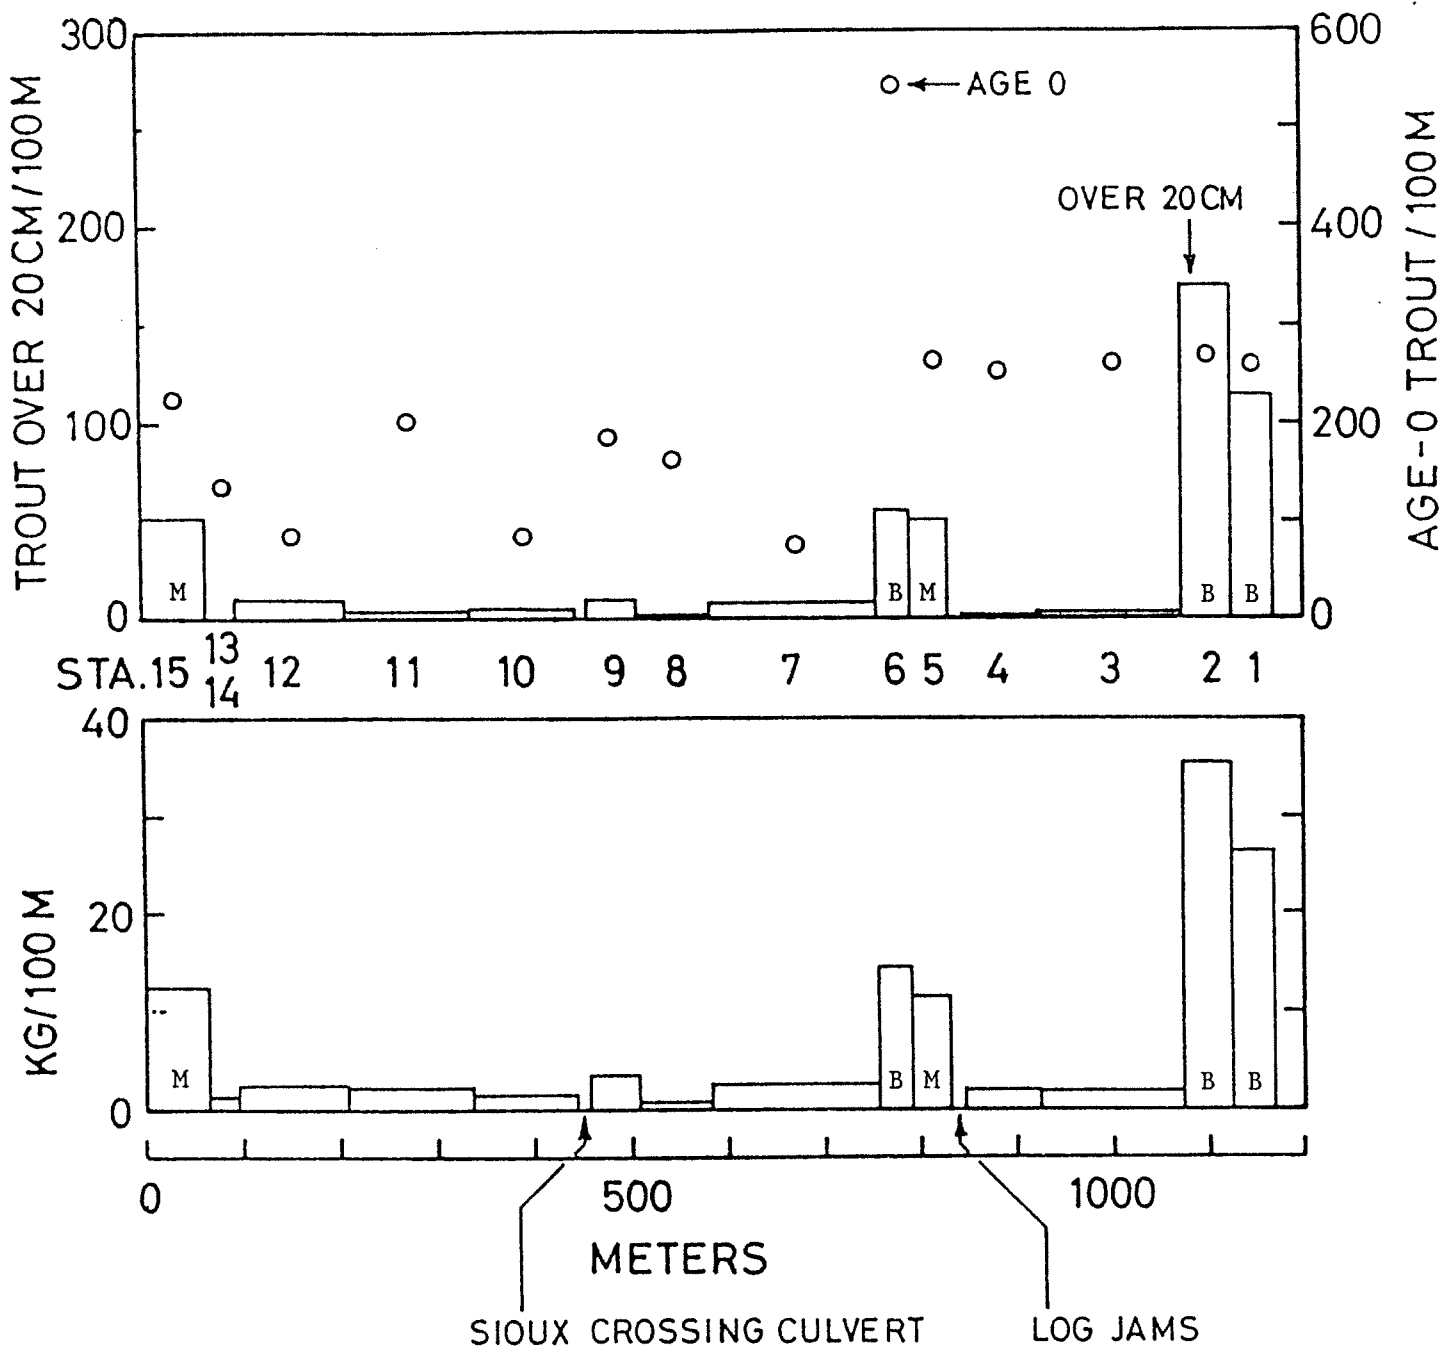 300
600
TROUT OVER 20CM/100M
AGE-0 TROUT/100M
AGE 0
OVER 20CM
200
400
100
200
M
B
M
B
B
0
0
STA.15 13 14 12 11 10 9 8 7 6 5 4 3 2 1
40
30
20
KG/100M
M
B
M
B
B
0
0
500
1000
METERS
SIOUX CROSSING CULVERT
LOG JAMS